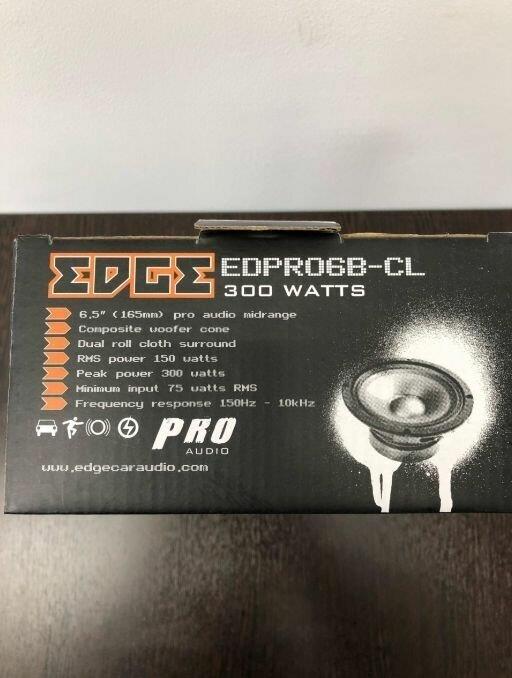 EDGE
EDPRO6B-CL
300 WATTS
6,5" (165mm) pro audio midrange
Composite woofer cone
Dual roll cloth surround
RMS power 150 watts
Peak power 300 watts
Minimum input 75 watts RMS
Frequency response 150Hz - 10kHz
PRO
AUDIO
www.edgecaraudio.com